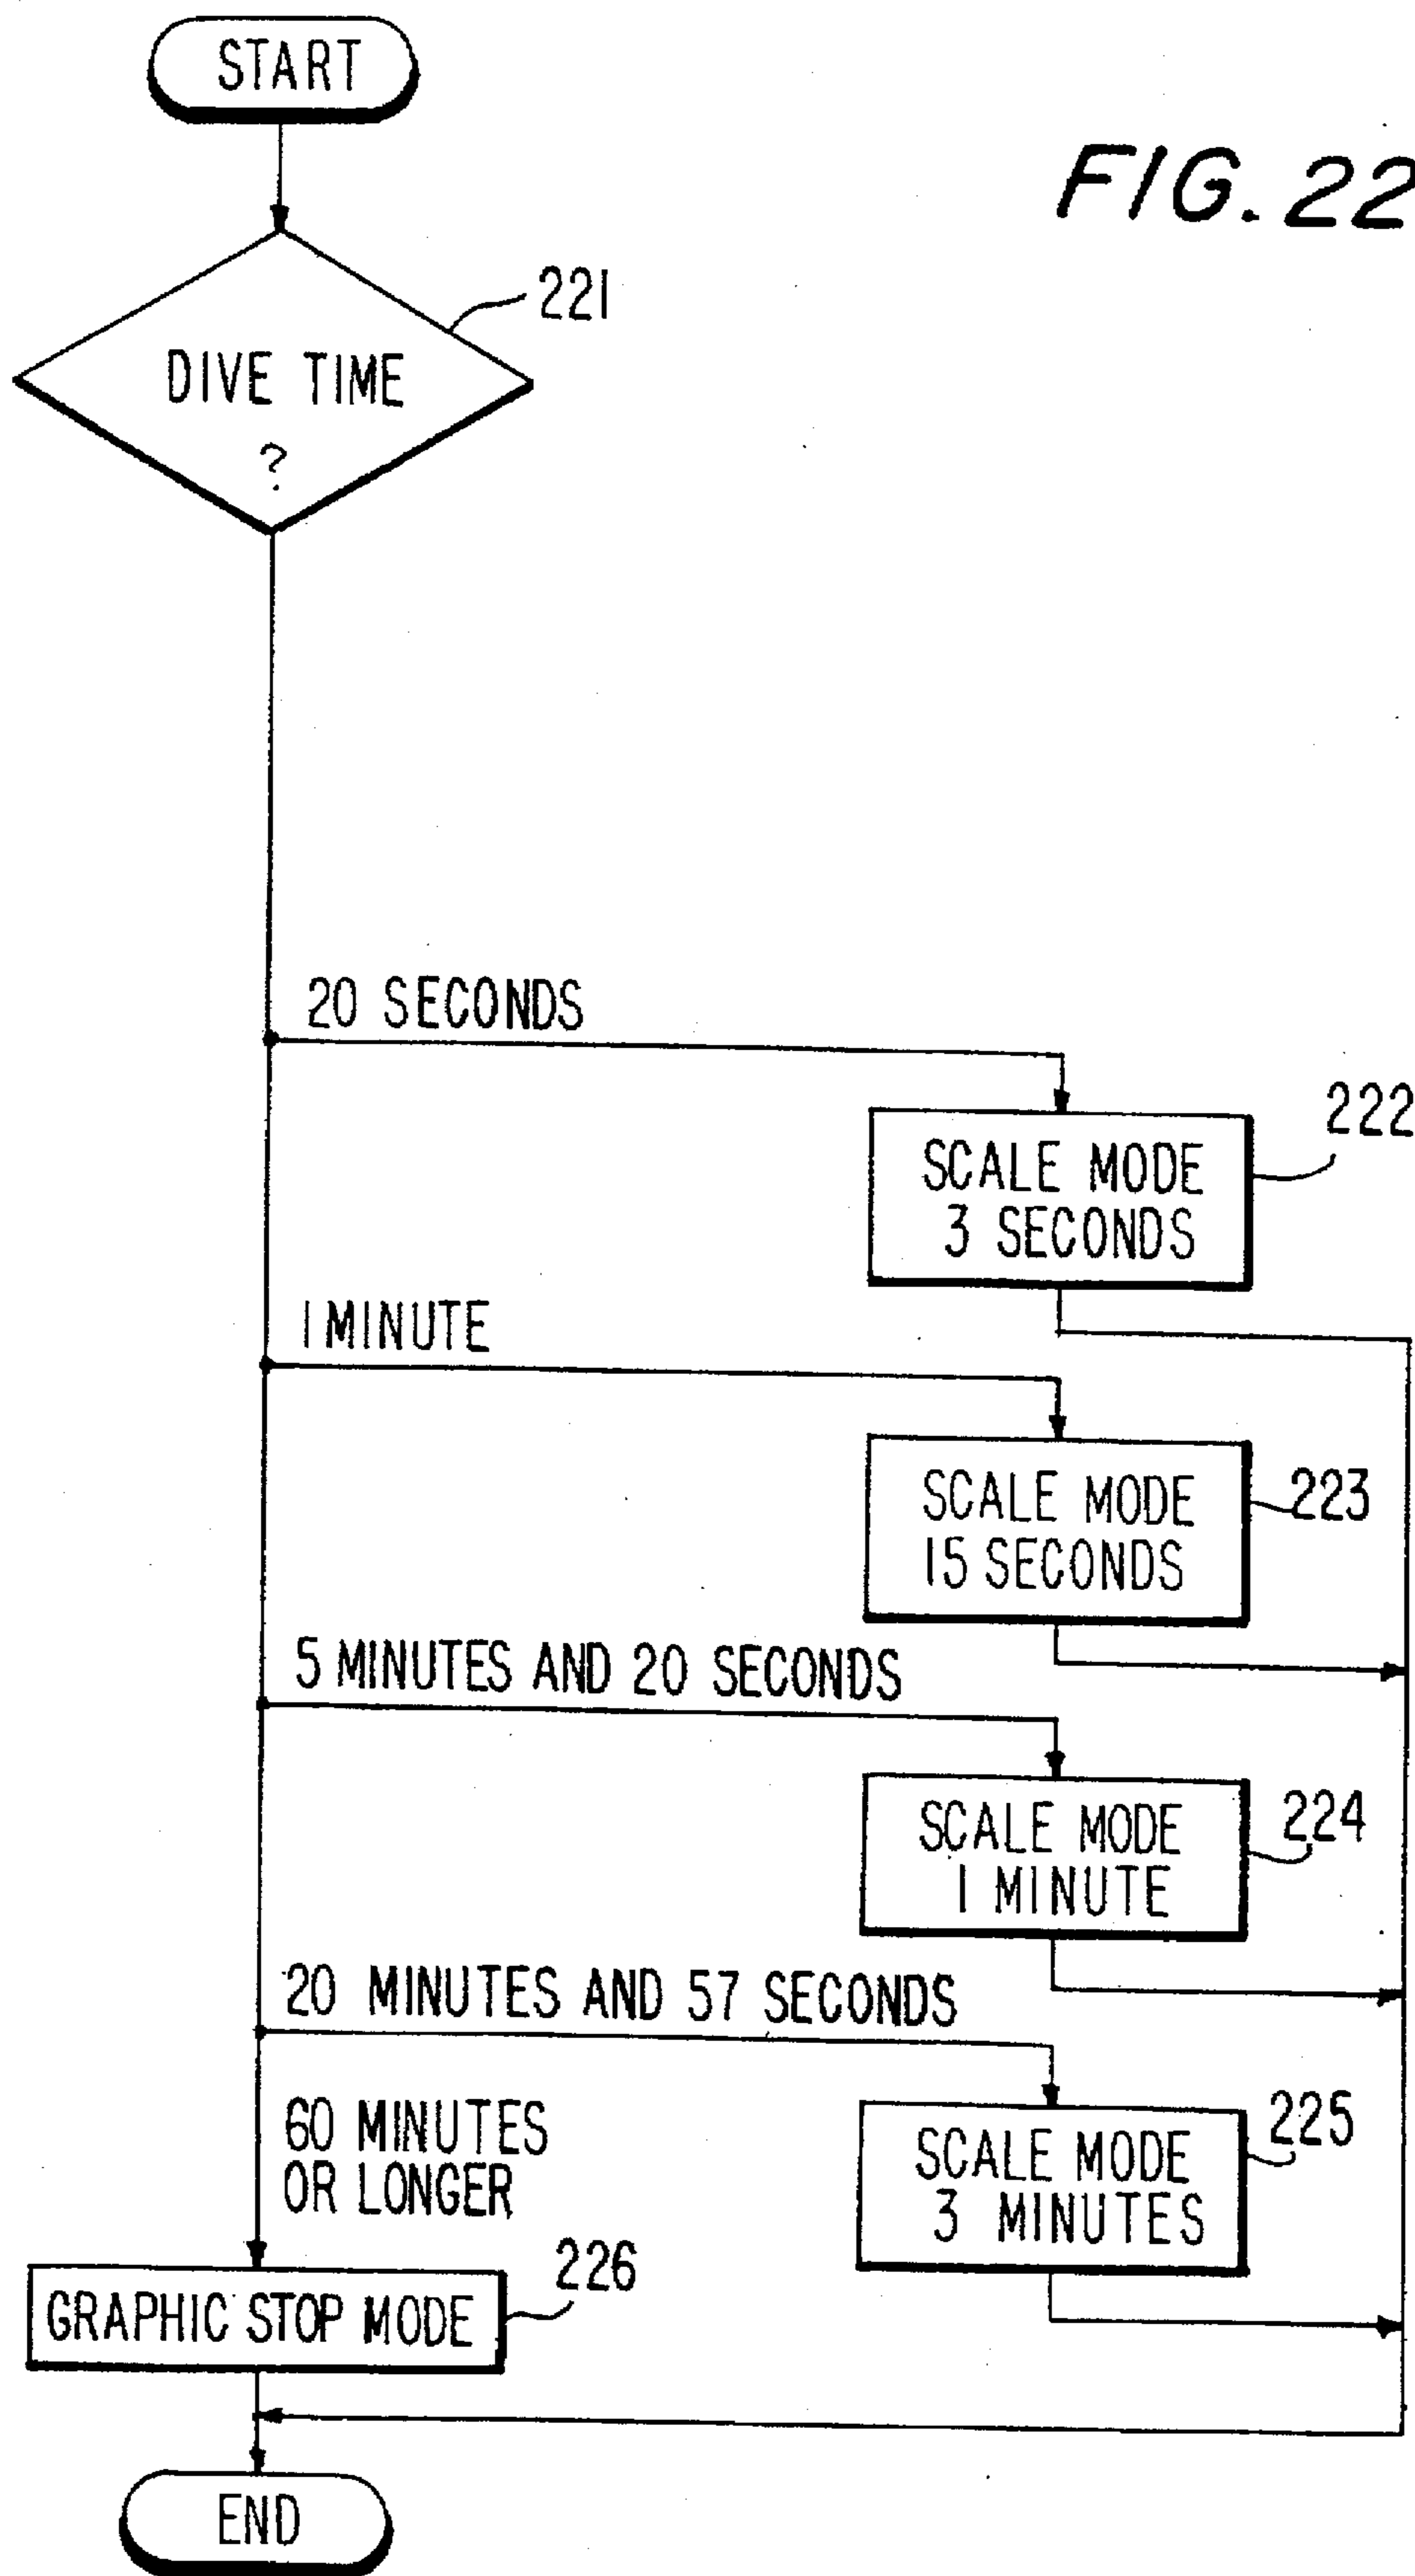 START
FIG. 22
221
DIVE TIME
?
20 SECONDS
222
SCALE MODE
3 SECONDS
1 MINUTE
223
SCALE MODE
15 SECONDS
5 MINUTES AND 20 SECONDS
224
SCALE MODE
1 MINUTE
20 MINUTES AND 57 SECONDS
60 MINUTES
OR LONGER
225
SCALE MODE
3 MINUTES
226
GRAPHIC STOP MODE
END